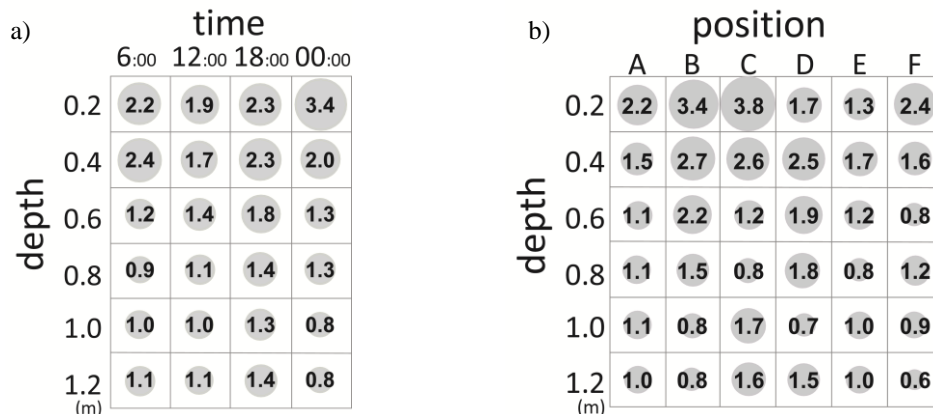 a)
time
6:00 12:00 18:00 00:00
depth
0.2 2.2 1.9 2.3 3.4
0.4 2.4 1.7 2.3 2.0
0.6 1.2 1.4 1.8 1.3
0.8 0.9 1.1 1.4 1.3
1.0 1.0 1.0 1.3 0.8
1.2 1.1 1.1 1.4 0.8
(m)
b)
position
A B C D E F
depth
0.2 2.2 3.4 3.8 1.7 1.3 2.4
0.4 1.5 2.7 2.6 2.5 1.7 1.6
0.6 1.1 2.2 1.2 1.9 1.2 0.8
0.8 1.1 1.5 0.8 1.8 0.8 1.2
1.0 1.1 0.8 1.7 0.7 1.0 0.9
1.2 1.0 0.8 1.6 1.5 1.0 0.6
(m)